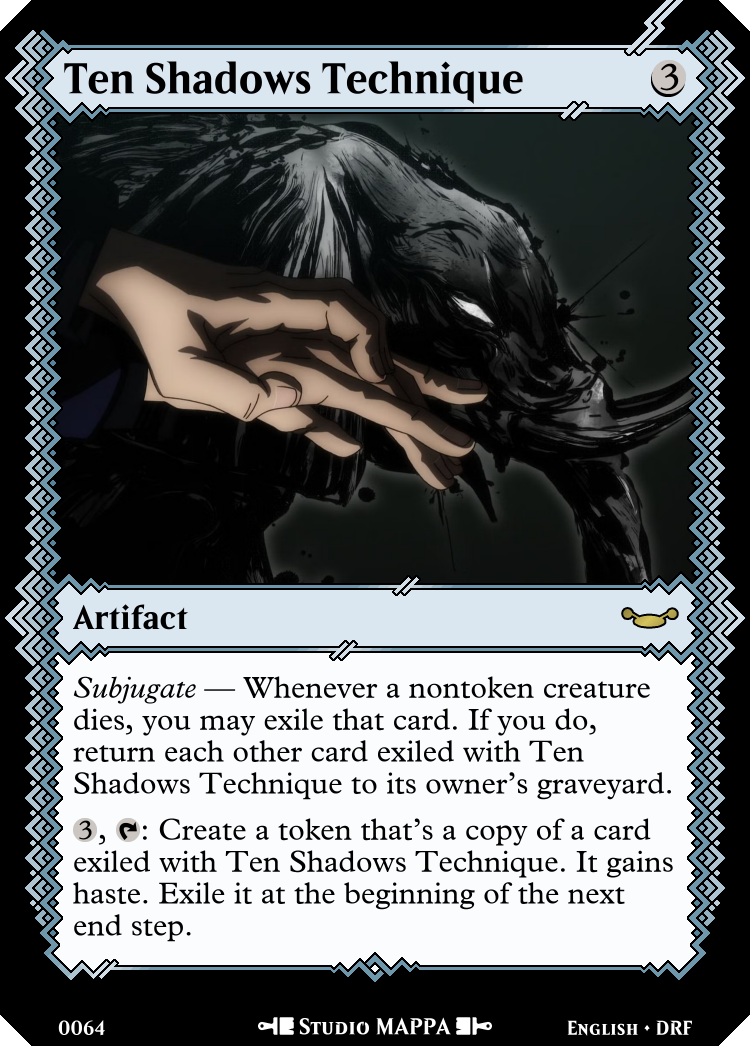 Ten Shadows Technique 3
Artifact
Subjugate — Whenever a nontoken creature
dies, you may exile that card. If you do,
return each other card exiled with Ten
Shadows Technique to its owner's graveyard.
3, : Create a token that's a copy of a card
exiled with Ten Shadows Technique. It gains
haste. Exile it at the beginning of the next
end step.
0064 Studio MAPPA English • DRF